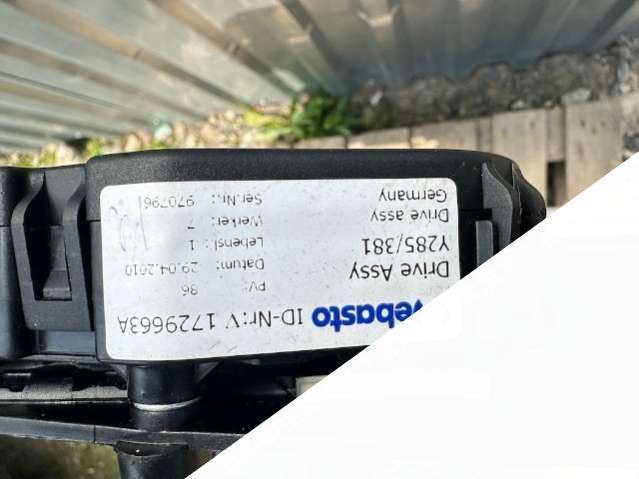 ebasto ID-Nr:V 1729663A
Drive Assy PV: 86
Y285/381 Datum: 29.04.2010
Drive assy Lebensl: 1
Germany Werker: 7
Ser.Nr.: 970796